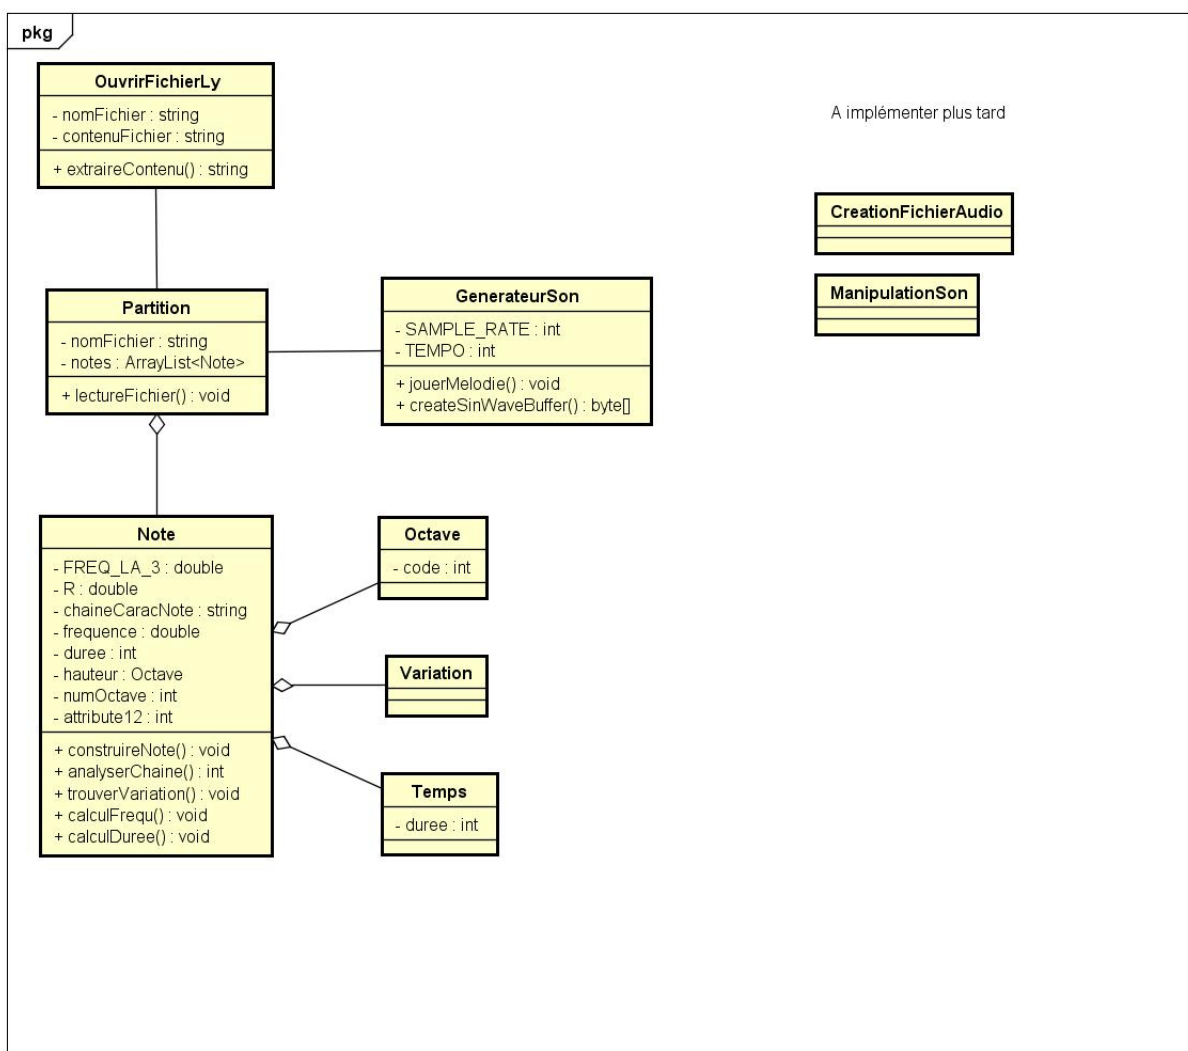 pkg
OuvrirFichierLy
- nomFichier : string
- contenuFichier : string
+ extraireContenu() : string
A implémenter plus tard
CreationFichierAudio
ManipulationSon
Partition
- nomFichier : string
- notes : ArrayList<Note>
+ lectureFichier() : void
GenerateurSon
- SAMPLE_RATE : int
- TEMPO : int
+ jouerMelodie() : void
+ createSinWaveBuffer() : byte[]
Note
- FREQ_LA_3 : double
- R : double
- chaineCaracNote : string
- frequence : double
- duree : int
- hauteur : Octave
- numOctave : int
- attribute12 : int
+ construireNote() : void
+ analyserChaine() : int
+ trouverVariation() : void
+ calculFrequ() : void
+ calculDuree() : void
Octave
- code : int
Variation
Temps
- duree : int